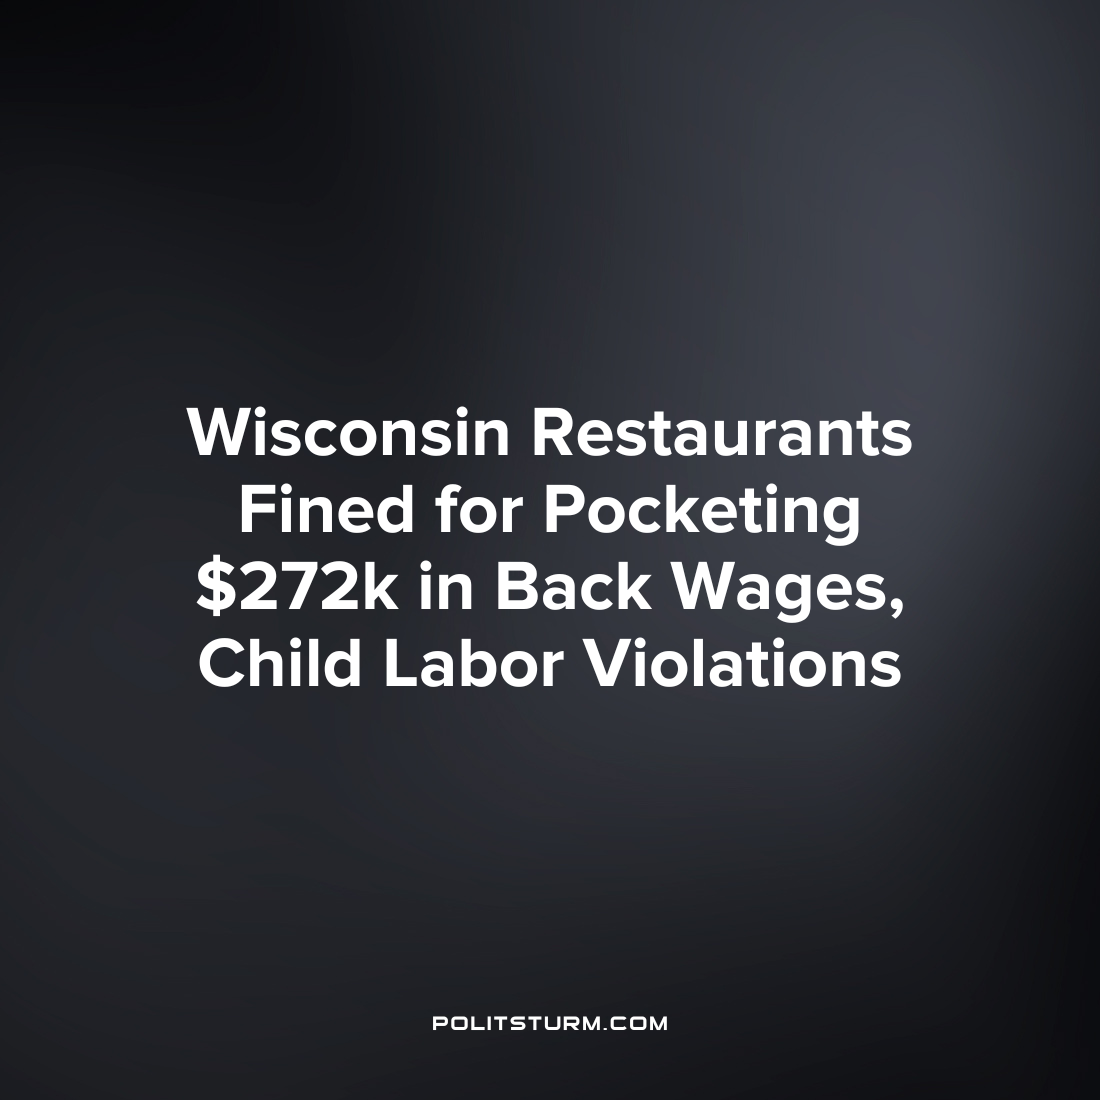 Wisconsin Restaurants
Fined for Pocketing
$272k in Back Wages,
Child Labor Violations
POLITSTURM.COM